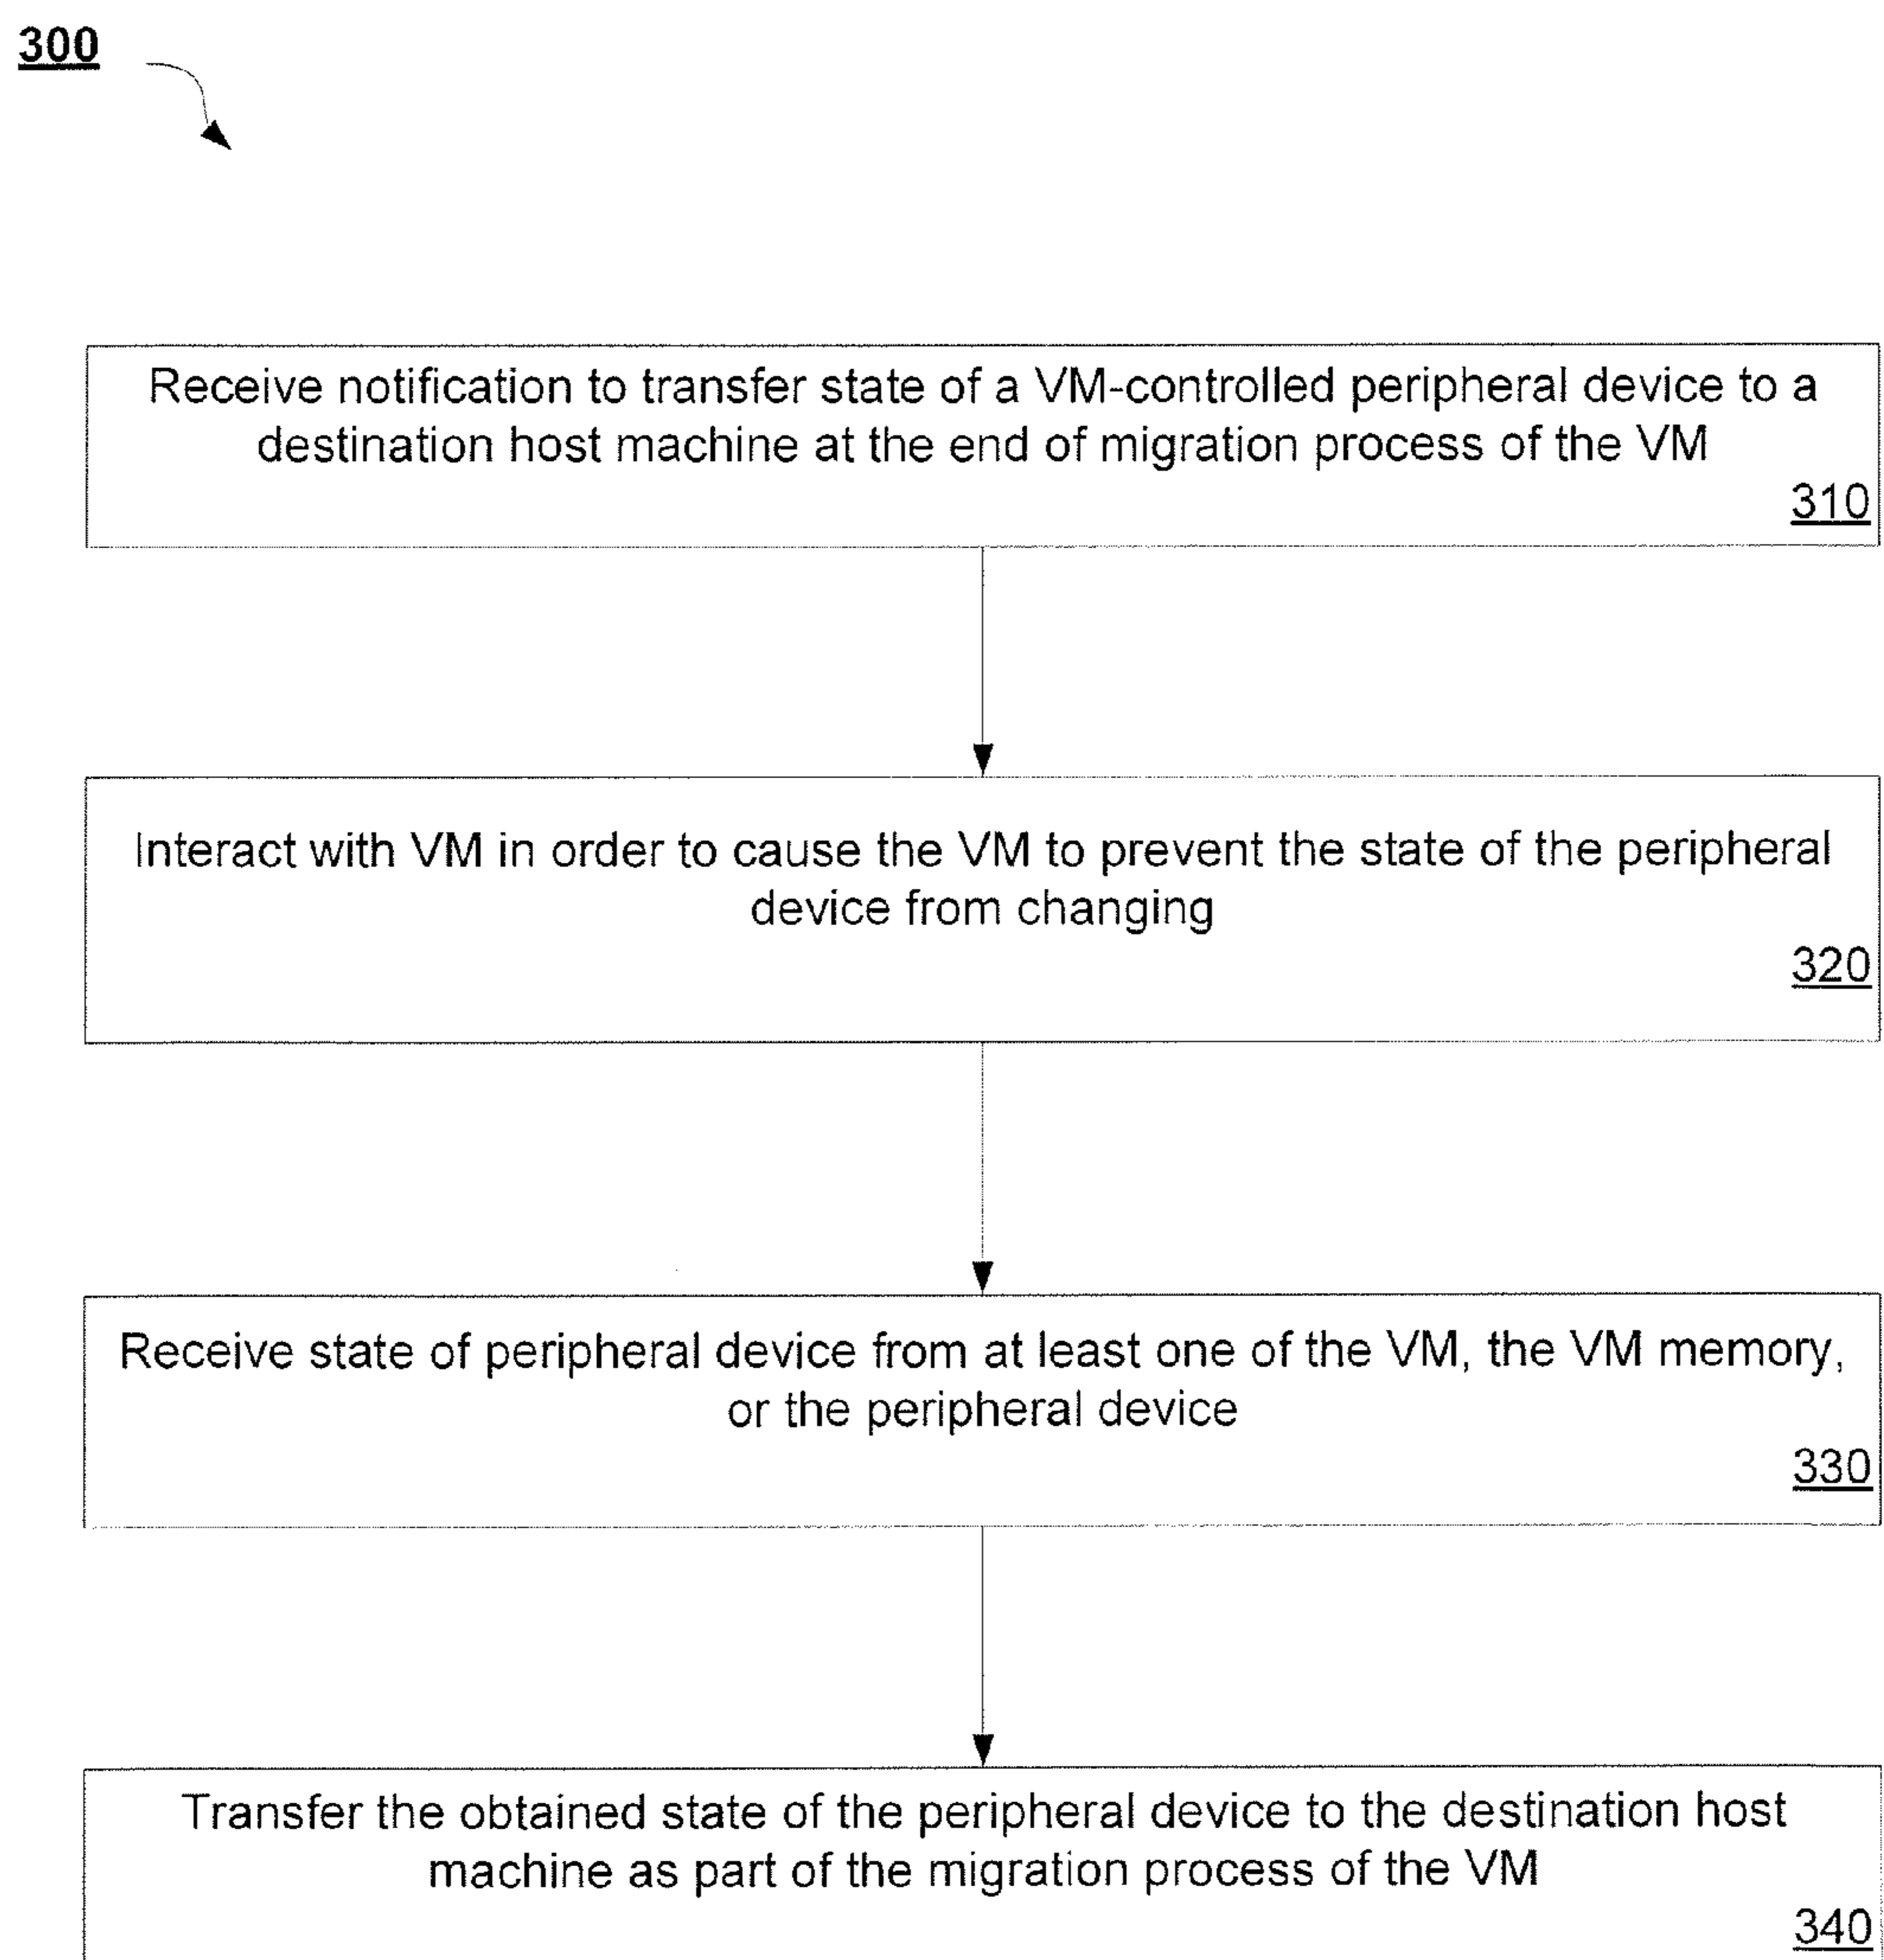 300
Receive notification to transfer state of a VM-controlled peripheral device to a
destination host machine at the end of migration process of the VM
310
Interact with VM in order to cause the VM to prevent the state of the peripheral
device from changing
320
Receive state of peripheral device from at least one of the VM, the VM memory,
or the peripheral device
330
Transfer the obtained state of the peripheral device to the destination host
machine as part of the migration process of the VM
340